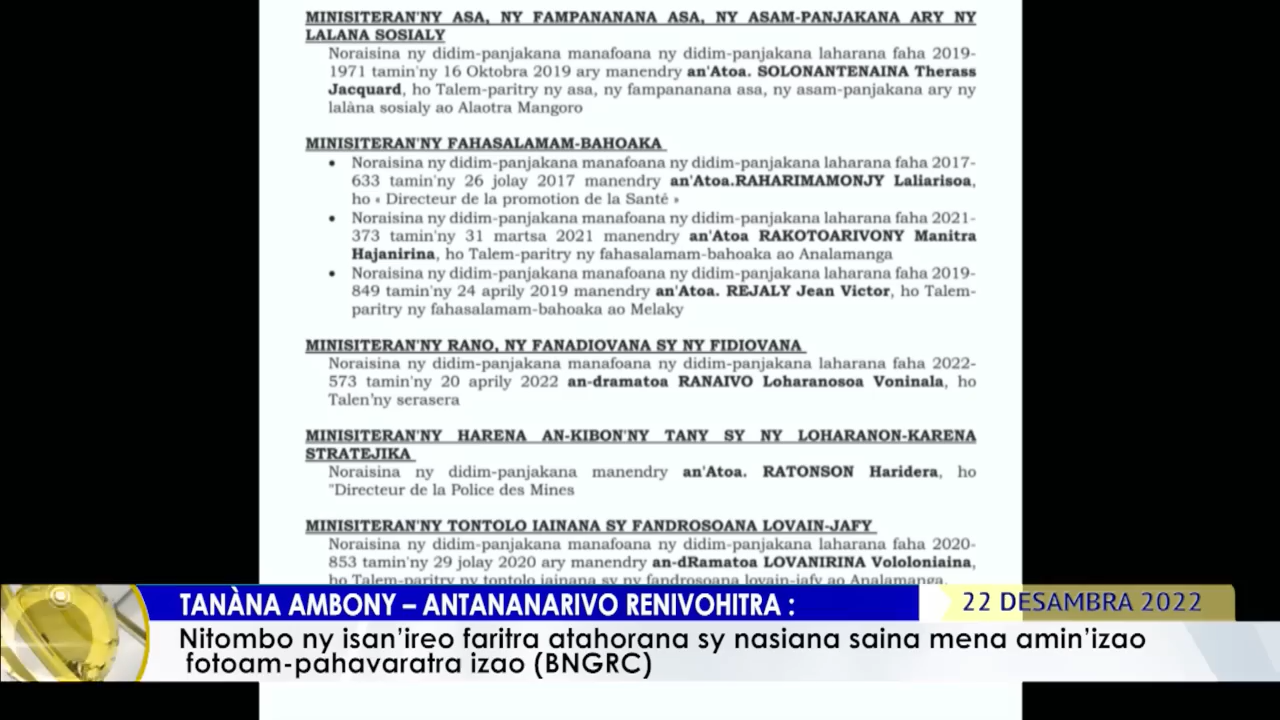 MINISITERAN'NY ASA, NY FAMPANANANA ASA, NY ASAM-PANJAKANA ARY NY
LALANA SOSIALY
Noraisina ny didim-panjakana manafoana ny didim-panjakana laharana faha 2019-
1971 tamin'ny 16 Oktobra 2019 ary manendry an'Atoa. SOLONANTENAINA Therass
Jacquard, ho Talem-paritry ny asa, ny fampananana asa, ny asam-panjakana ary ny
lalàna sosialy ao Alaotra Mangoro
MINISITERAN'NY FAHASALAMAM-BAHOAKA
• Noraisina ny didim-panjakana manafoana ny didim-panjakana laharana faha 2017-
633 tamin'ny 26 jolay 2017 manendry an'Atoa.RAHARIMAMONJY Laliarisoa,
ho « Directeur de la promotion de la Santé »
• Noraisina ny didim-panjakana manafoana ny didim-panjakana laharana faha 2021-
373 tamin'ny 31 martsa 2021 manendry an'Atoa RAKOTOARIVONY Manitra
Hajanirina, ho Talem-paritry ny fahasalamam-bahoaka ao Analamanga
• Noraisina ny didim-panjakana manafoana ny didim-panjakana laharana faha 2019-
849 tamin'ny 24 aprily 2019 manendry an'Atoa. REJALY Jean Victor, ho Talem-
paritry ny fahasalamam-bahoaka ao Melaky
MINISITERAN'NY RANO, NY FANADIOVANA SY NY FIDIOVANA
Noraisina ny didim-panjakana manafoana ny didim-panjakana laharana faha 2022-
573 tamin'ny 20 aprily 2022 an-dramatoa RANAIVO Loharanosoa Voninala, ho
Talen'ny serasera
MINISITERAN'NY HARENA AN-KIBON'NY TANY SY NY LOHARANON-KARENA
STRATEJIKA
Noraisina ny didim-panjakana manendry an'Atoa. RATONSON Haridera, ho
"Directeur de la Police des Mines
MINISITERAN'NY TONTOLO IAINANA SY FANDROSOANA LOVAIN-JAFY
Noraisina ny didim-panjakana manafoana ny didim-panjakana laharana faha 2020-
853 tamin'ny 29 jolay 2020 ary manendry an-dRamatoa LOVANIRINA Vololoniaina,
ho Talem-paritry ny tontolo iainana sy ny fandrosoana lovain-jafy ao Analamanga.
TANÀNA AMBONY – ANTANANARIVO RENIVOHITRA :
22 DESAMBRA 2022
Nitombo ny isan'ireo faritra atahorana sy nasiana saina mena amin'izao
fotoam-pahavaratra izao (BNGRC)